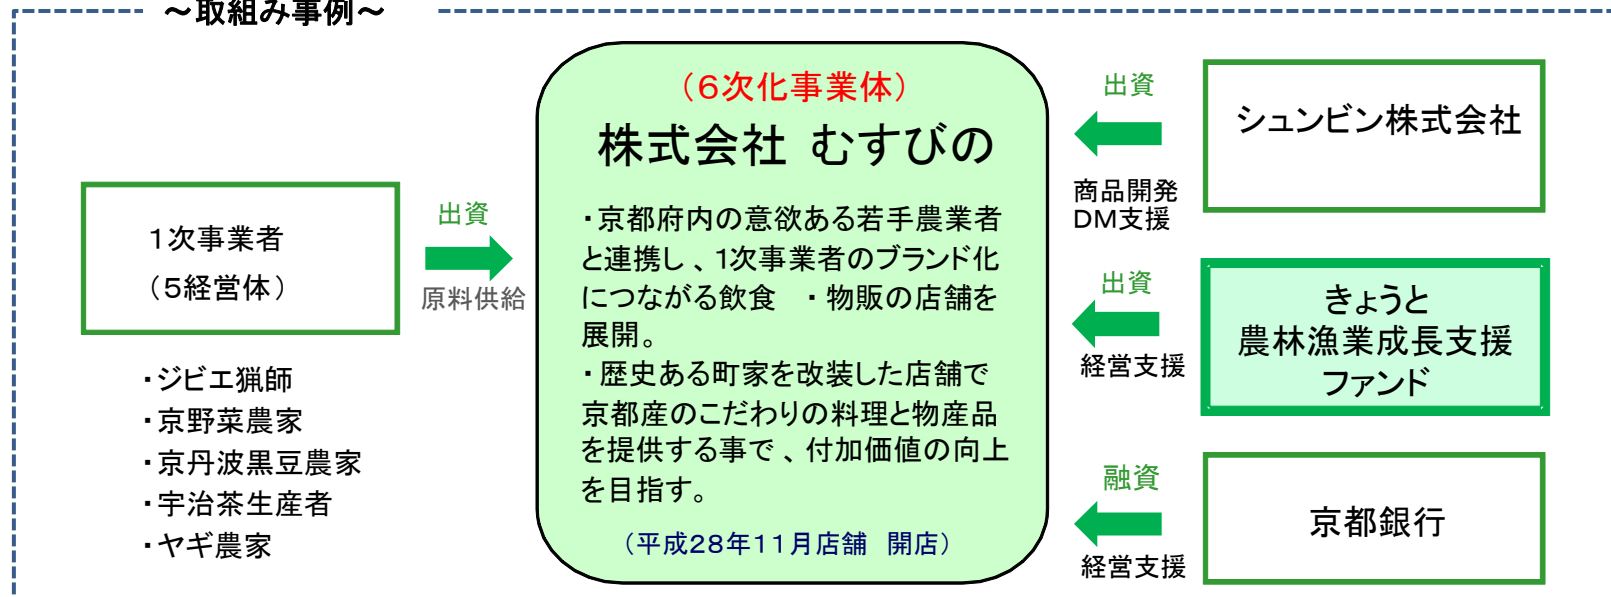 ～取組み事例～
1次事業者
（5経営体）
・ジビエ猟師
・京野菜農家
・京丹波黒豆農家
・宇治茶生産者
・ヤギ農家
出資
原料供給
（6次化事業体）
株式会社 むすびの
・京都府内の意欲ある若手農業者
と連携し、1次事業者のブランド化
につながる飲食 ・物販の店舗を
展開。
・歴史ある町家を改装した店舗で
京都産のこだわりの料理と物産品
を提供する事で、付加価値の向上
を目指す。
（平成28年11月店舗 開店）
出資
商品開発
DM支援
シュンビン株式会社
出資
経営支援
きょうと
農林漁業成長支援
ファンド
融資
経営支援
京都銀行